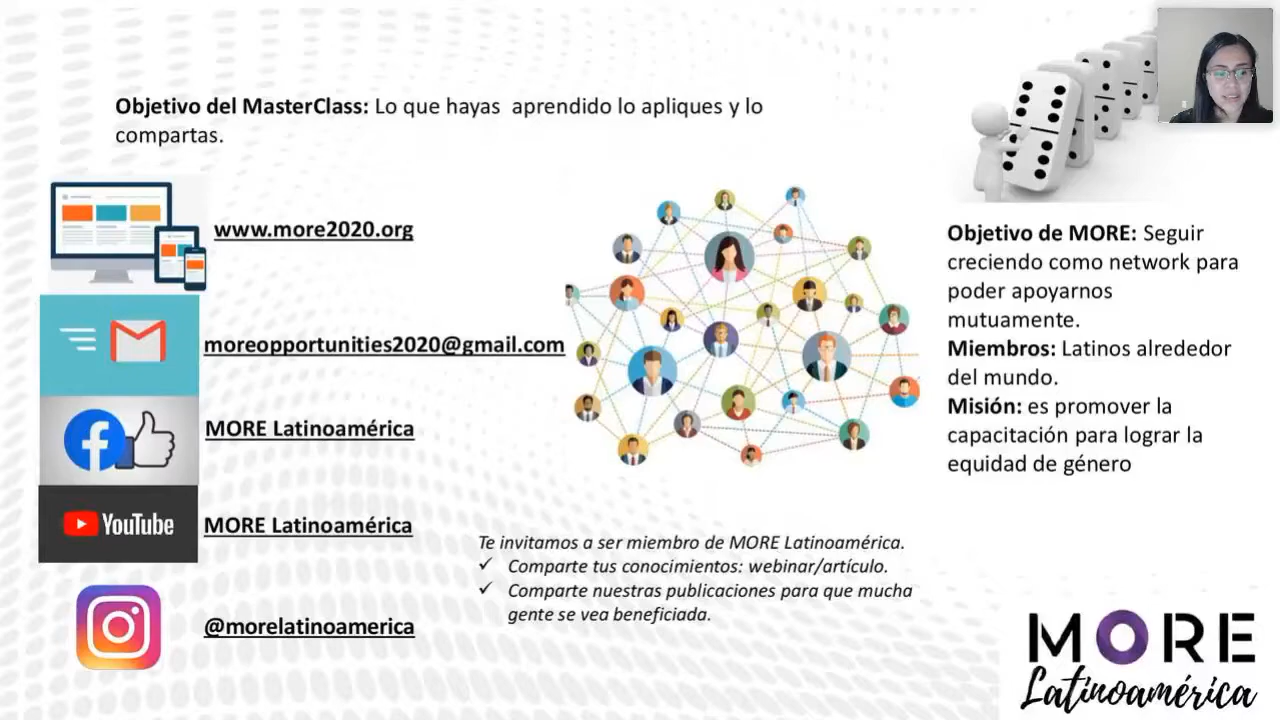 Objetivo del MasterClass: Lo que hayas aprendido lo apliques y lo
compartas.
www.more2020.org
moreopportunities2020@gmail.com
MORE Latinoamérica
YouTube
MORE Latinoamérica
@morelatinoamerica
Te invitamos a ser miembro de MORE Latinoamérica.
✓ Comparte tus conocimientos: webinar/artículo.
✓ Comparte nuestras publicaciones para que mucha
gente se vea beneficiada.
Objetivo de MORE: Seguir
creciendo como network para
poder apoyarnos
mutuamente.
Miembros: Latinos alrededor
del mundo.
Misión: es promover la
capacitación para lograr la
equidad de género
MORE
Latinoamérica